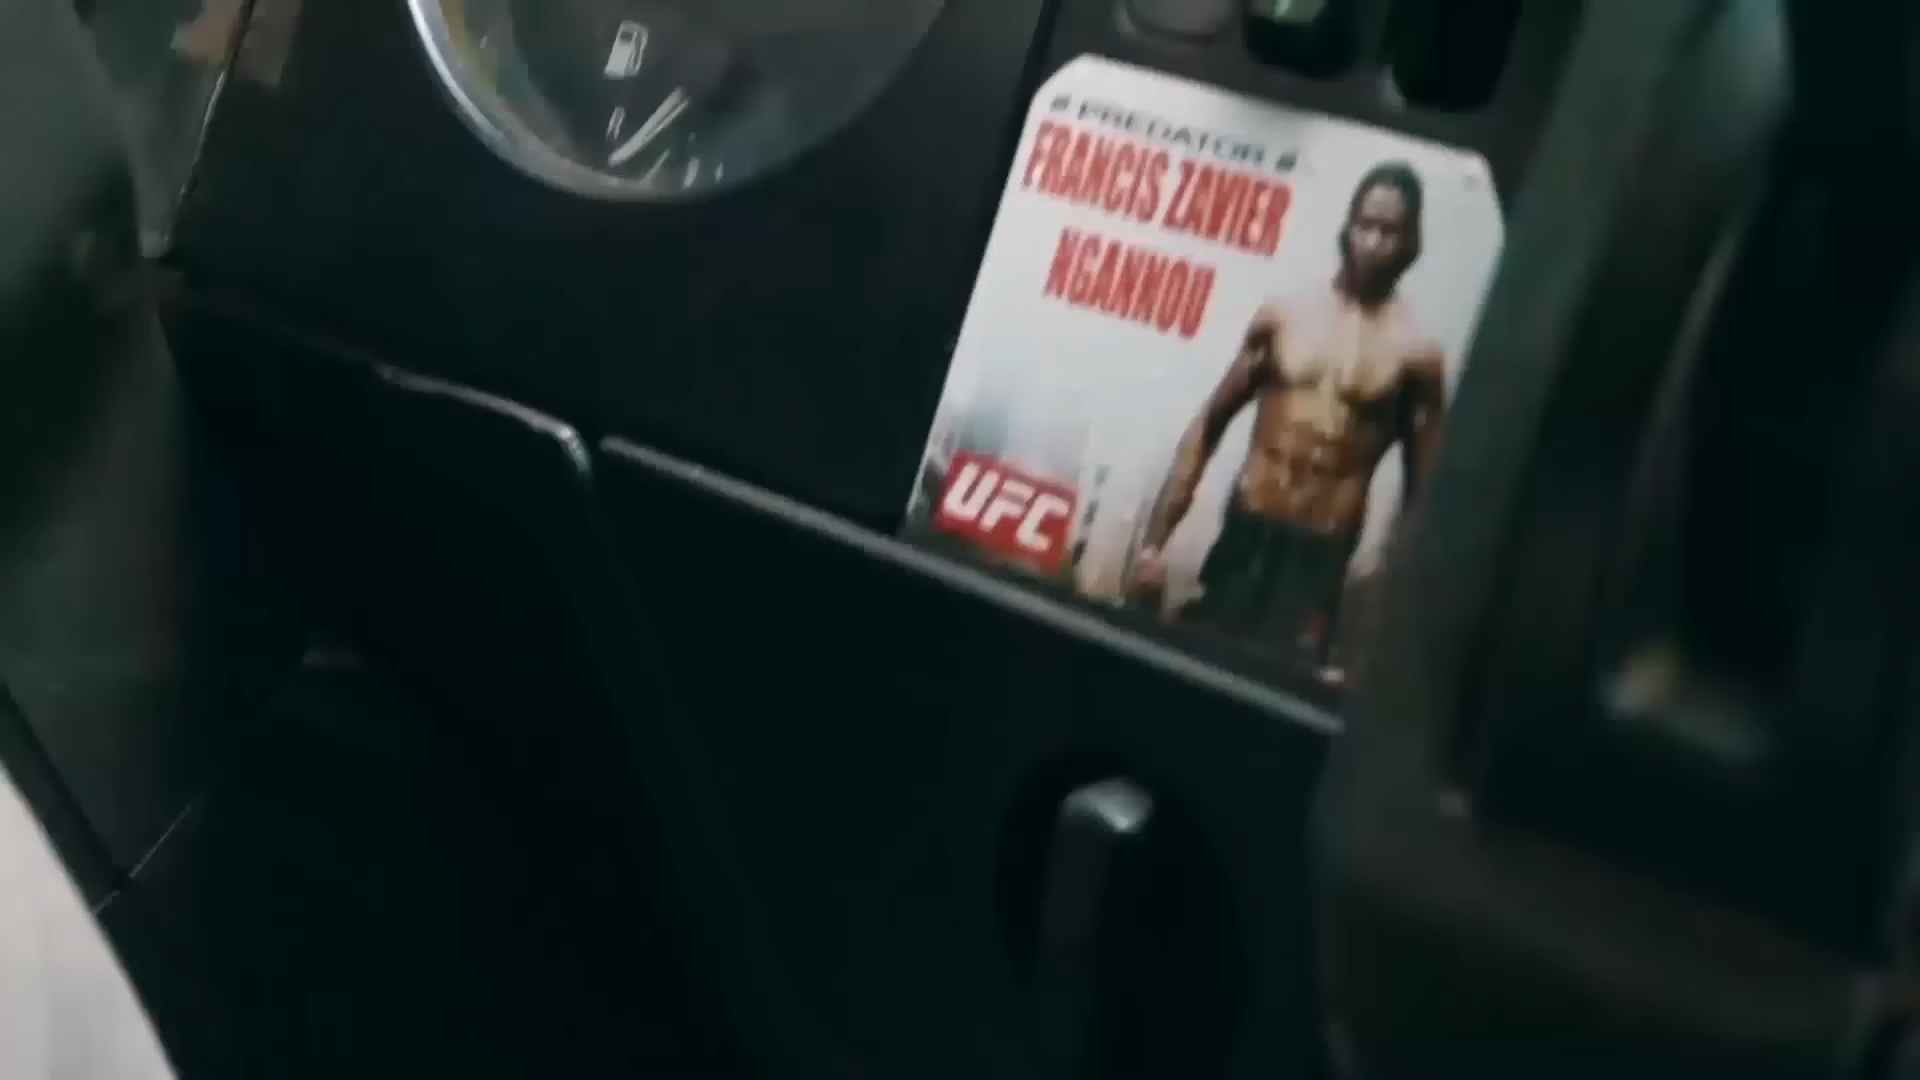 # PREDATOR #
FRANCIS ZAVIER
NGANNOU
UFC